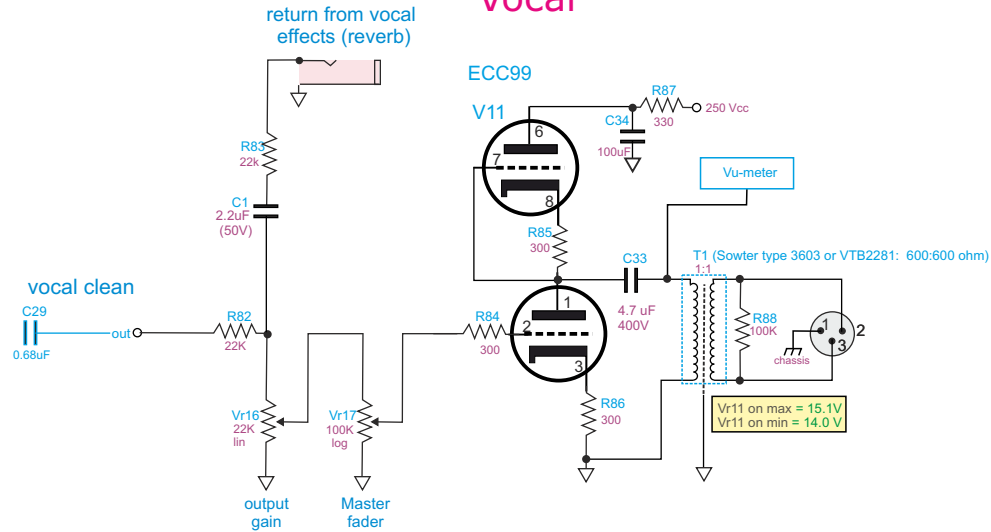 vocal
return from vocal
effects (reverb)
ECC99
V11
R87
330
250 Vcc
C34
100uF
6
7
8
R83
22k
C1
2.2uF
(50V)
Vu-meter
R85
300
C33
4.7 uF
400V
T1 (Sowter type 3603 or VTB2281: 600:600 ohm)
1:1
vocal clean
C29
0.68uF
out
R82
22K
R84
300
1
2
3
R88
100K
1
2
3
chassis
Vr16
22K
lin
Vr17
100K
log
R86
300
Vr11 on max = 15.1V
Vr11 on min = 14.0 V
output
gain
Master
fader